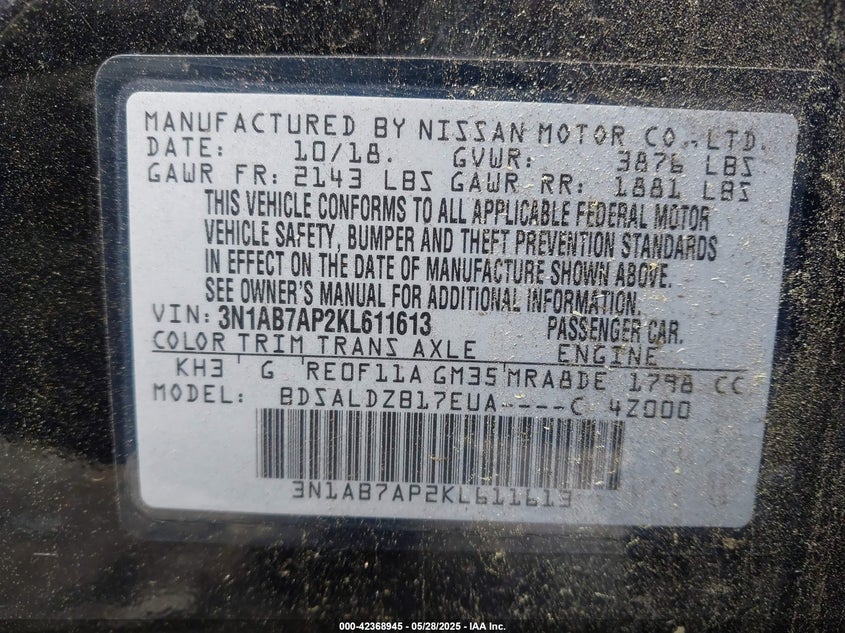 MANUFACTURED BY NISSAN MOTOR CO., LTD.
DATE: 10/18. GVWR: 3876 LBS
GAWR FR: 2143 LBS GAWR RR: 1881 LBS
THIS VEHICLE CONFORMS TO ALL APPLICABLE FEDERAL MOTOR
VEHICLE SAFETY, BUMPER AND THEFT PREVENTION STANDARDS
IN EFFECT ON THE DATE OF MANUFACTURE SHOWN ABOVE.
SEE OWNER'S MANUAL FOR ADDITIONAL INFORMATION.
VIN: 3N1AB7AP2KL611613 PASSENGER CAR.
COLOR TRIM TRANS AXLE ENGINE
KH3 G RE0F11A GM35 MRA8DE 1798 CC
MODEL: BDSALDZB17EUA----C 4Z000
3N1AB7AP2KL611613
000-42368945 - 05/28/2025 - IAA Inc.